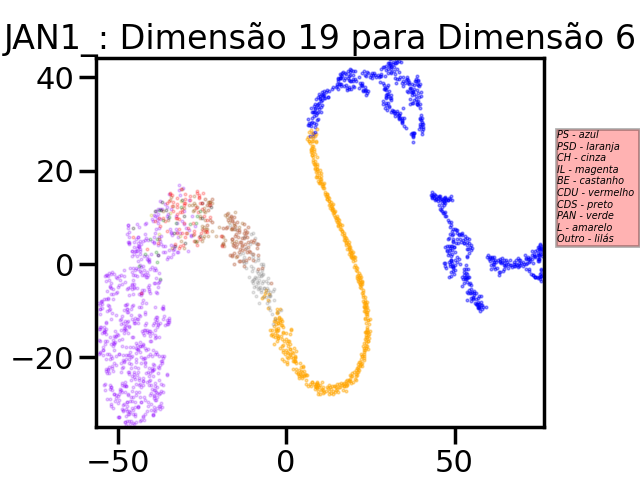 JAN1_: Dimensão 19 para Dimensão 6
40
20
0
−20
−50 0 50
PS - azul
PSD - laranja
CH - cinza
IL - magenta
BE - castanho
CDU - vermelho
CDS - preto
PAN - verde
L - amarelo
Outro - lilás